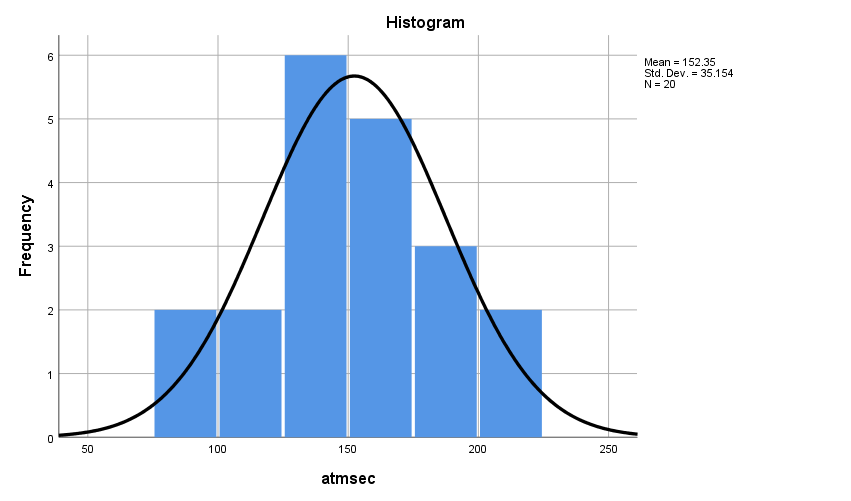 Histogram
Mean = 152.35
Std. Dev. = 35.154
N = 20
6
5
4
3
2
1
0
Frequency
50 100 150 200 250
atmsec